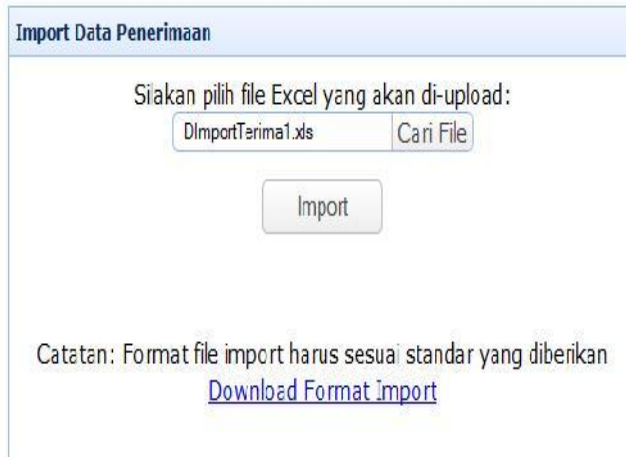 Import Data Penerimaan
Silakan pilih file Excel yang akan di-upload:
DImportTerima1.xls Cari File
Import
Catatan: Format file import harus sesuai standar yang diberikan
Download Format Import